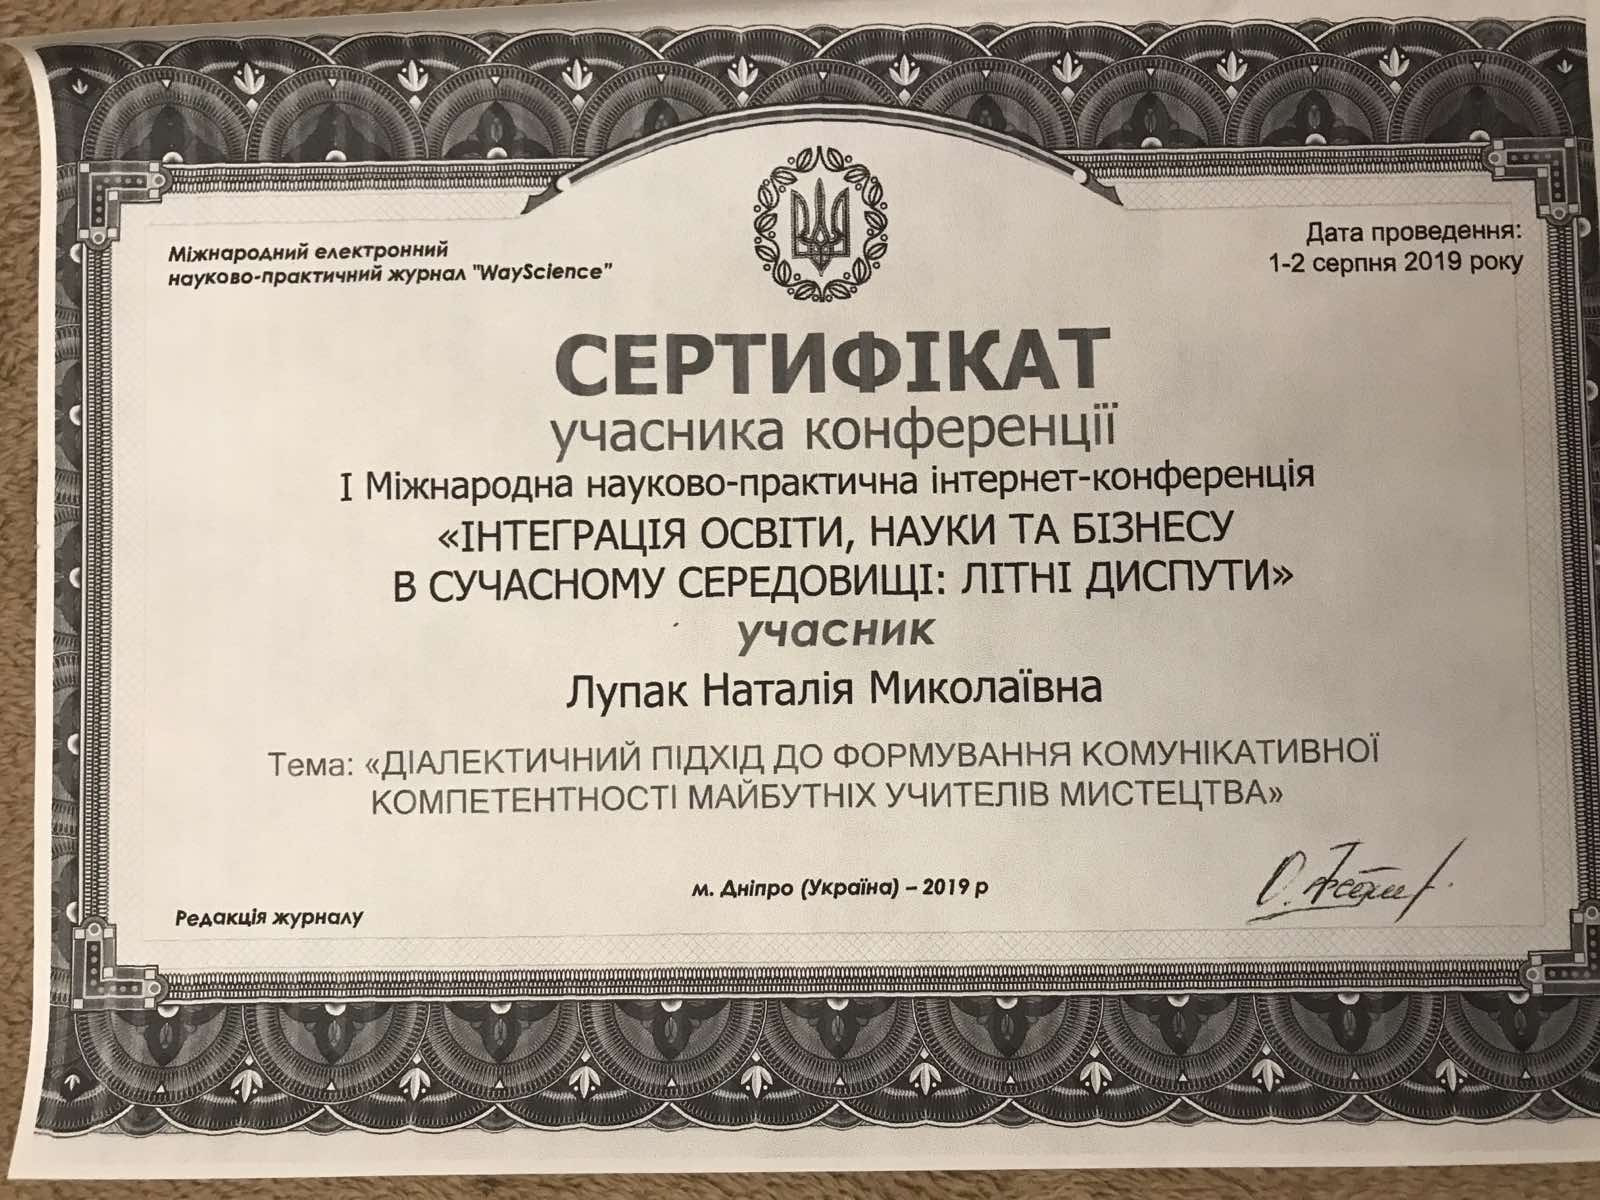 Міжнародний електронний
науково-практичний журнал "WayScience"
Дата проведення:
1-2 серпня 2019 року
СЕРТИФІКАТ
учасника конференції
І Міжнародна науково-практична інтернет-конференція
«ІНТЕГРАЦІЯ ОСВІТИ, НАУКИ ТА БІЗНЕСУ
В СУЧАСНОМУ СЕРЕДОВИЩІ: ЛІТНІ ДИСПУТИ»
учасник
Лупак Наталія Миколаївна
Тема: «ДІАЛЕКТИЧНИЙ ПІДХІД ДО ФОРМУВАННЯ КОМУНІКАТИВНОЇ
КОМПЕТЕНТНОСТІ МАЙБУТНІХ УЧИТЕЛІВ МИСТЕЦТВА»
м. Дніпро (Україна) – 2019 р
Редакція журналу